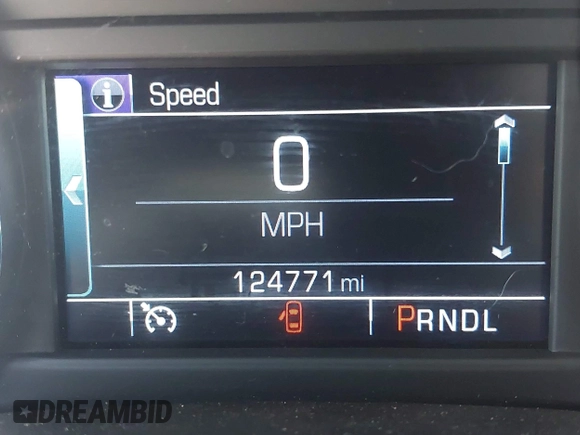 i Speed
0
MPH
124771 mi
PRNDL
DREAMBID